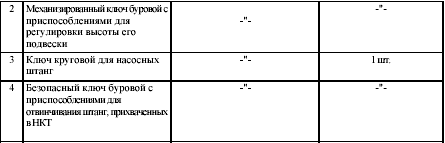 2 Механизированный ключ буровой с -"- -"-
приспособлениями для
регулировки высоты его
подвески
3 Ключ круговой для насосных -"- 1 шт.
штанг
4 Безопасный ключ буровой с -"- -"-
приспособлениями для
отвинчивания штанг, прихваченных
в НКТ